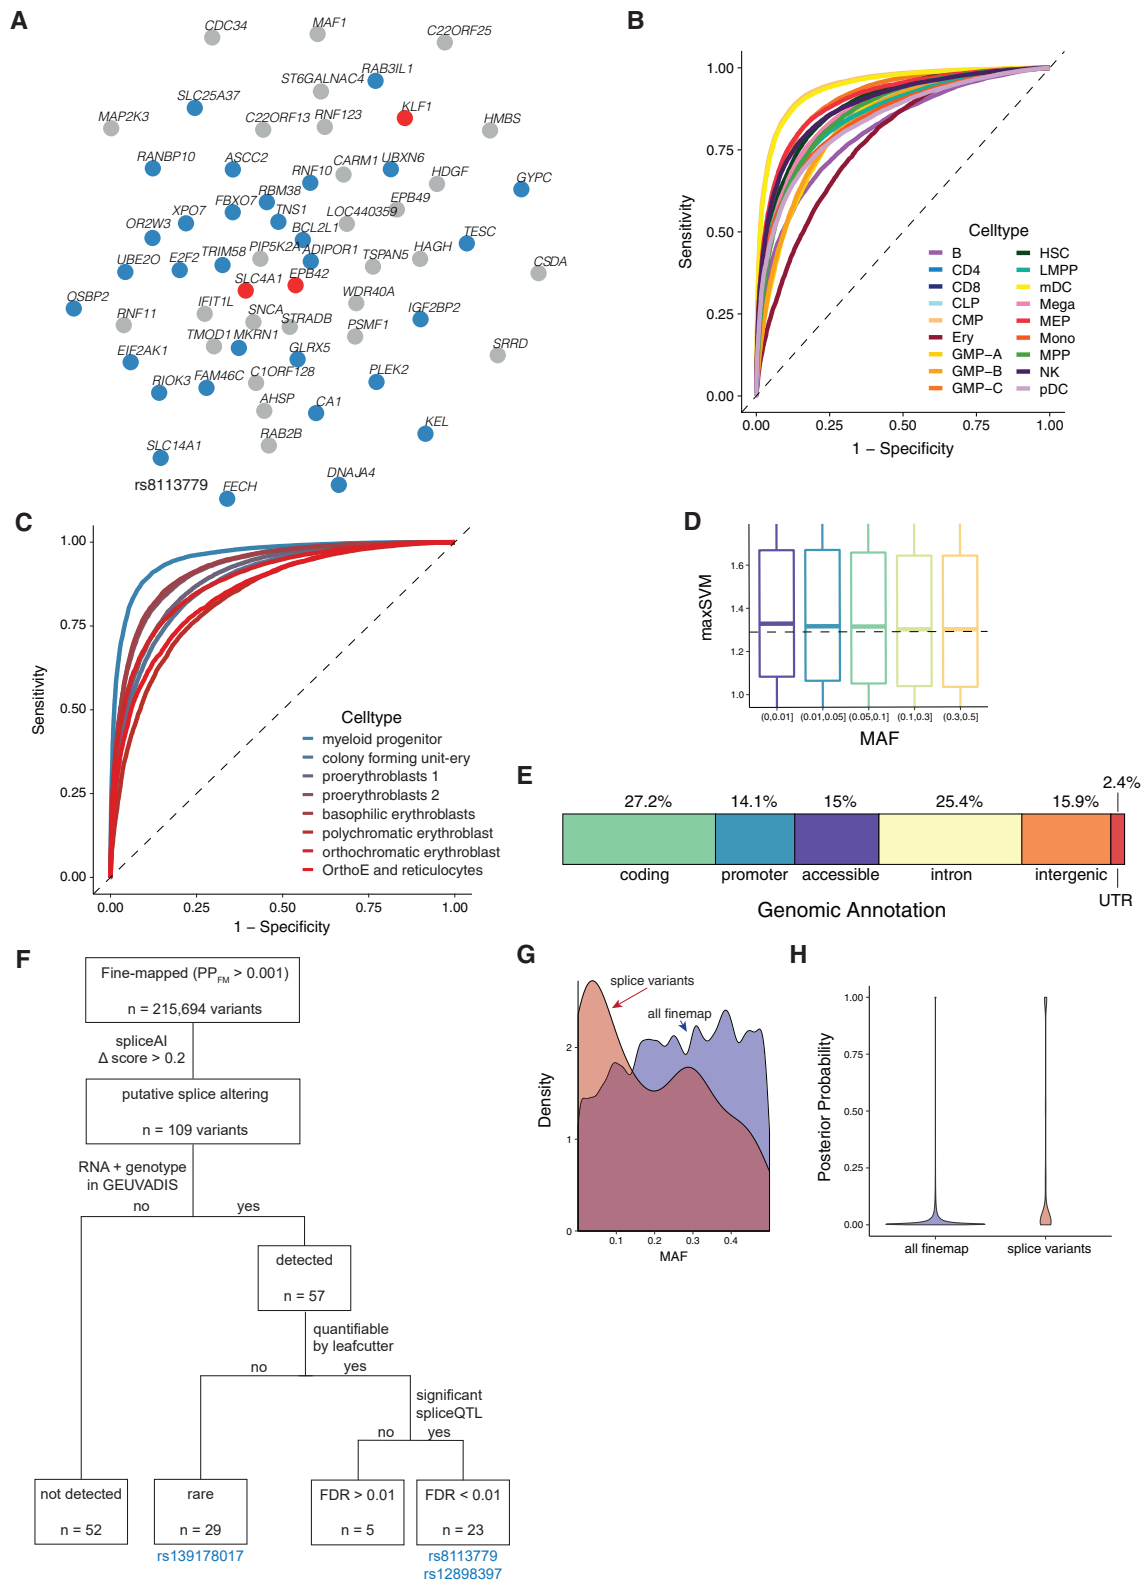 A
CDC34
MAF1
C22ORF25
RAB3IL1
ST6GALNAC4
SLC25A37
KLF1
MAP2K3
C22ORF13
RNF123
HMBS
RANBP10
ASCC2
CARM1
UBXN6
RNF10
HDGF
GYPC
RBM38
FBXO7
EPB49
XPO7
TNS1
LOC440359
OR2W3
BCL2L1
TESC
PIP5K2A
ADIPOR1
HAGH
UBE2O
E2F2
TRIM58
TSPAN5
CSDA
SLC4A1
EPB42
OSBP2
WDR40A
IFIT1L
SNCA
IGF2BP2
RNF11
STRADB
PSMF1
TMOD1
MKRN1
SRRD
EIF2AK1
GLRX5
RIOK3
FAM46C
C1ORF128
PLEK2
AHSP
CA1
KEL
RAB2B
SLC14A1
rs8113779
FECH
DNAJA4
B
Sensitivity
1.00
0.75
0.50
0.25
0.00
0.00
0.25
0.50
0.75
1.00
1 − Specificity
Celltype
B
CD4
CD8
CLP
CMP
Ery
GMP−A
GMP−B
GMP−C
HSC
LMPP
mDC
Mega
MEP
Mono
MPP
NK
pDC
C
Sensitivity
1.00
0.75
0.50
0.25
0.00
0.00
0.25
0.50
0.75
1.00
1 − Specificity
Celltype
myeloid progenitor
colony forming unit-ery
proerythroblasts 1
proerythroblasts 2
basophilic erythroblasts
polychromatic erythroblast
orthochromatic erythroblast
OrthoE and reticulocytes
D
maxSVM
1.6
1.4
1.2
1.0
(0,0.01]
(0.01,0.05]
(0.05,0.1]
(0.1,0.3]
(0.3,0.5]
MAF
E
27.2%
14.1%
15%
25.4%
15.9%
2.4%
coding
promoter
accessible
intron
intergenic
UTR
Genomic Annotation
F
Fine-mapped (PPFM > 0.001)
n = 215,694 variants
spliceAI
Δ score > 0.2
putative splice altering
n = 109 variants
RNA + genotype
in GEUVADIS
no
yes
detected
n = 57
quantifiable
by leafcutter
no
yes
significant
spliceQTL
no
yes
not detected
n = 52
rare
n = 29
FDR > 0.01
n = 5
FDR < 0.01
n = 23
rs139178017
rs8113779
rs12898397
G
splice variants
all finemap
Density
2
1
0
0.1
0.2
0.3
0.4
MAF
H
Posterior Probability
1.00
0.75
0.50
0.25
0.00
all finemap
splice variants